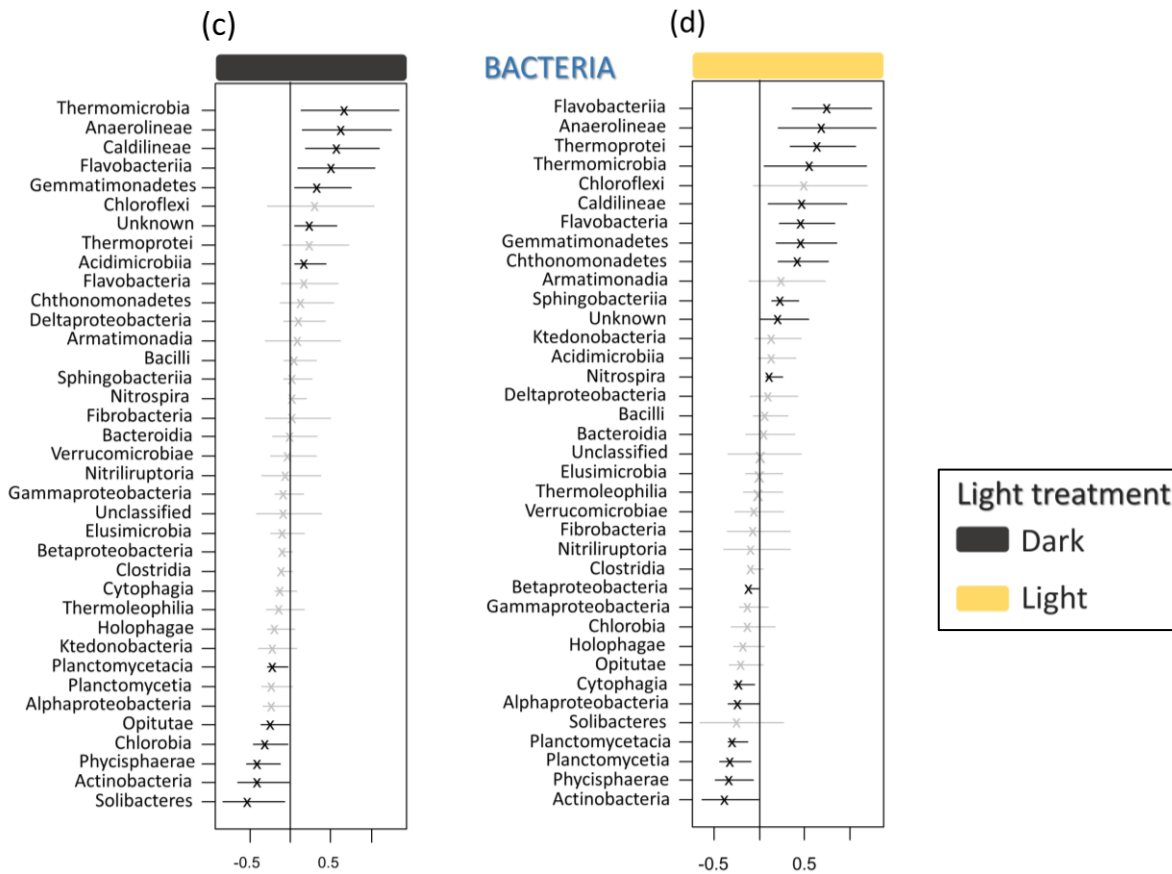 (c)
Thermomicrobia
Anaerolineae
Caldilineae
Flavobacteriia
Gemmatimonadetes
Chloroflexi
Unknown
Thermoprotei
Acidimicrobiia
Flavobacteria
Chthonomonadetes
Deltaproteobacteria
Armatimonadia
Bacilli
Sphingobacteriia
Nitrospira
Fibrobacteria
Bacteroidia
Verrucomicrobiae
Nitriliruptoria
Gammaproteobacteria
Unclassified
Elusimicrobia
Betaproteobacteria
Clostridia
Cytophagia
Thermoleophilia
Holophagae
Ktedonobacteria
Planctomycetacia
Planctomycetia
Alphaproteobacteria
Opitutae
Chlorobia
Phycisphaerae
Actinobacteria
Solibacteres
-0.5 0.5
(d)
BACTERIA
Flavobacteriia
Anaerolineae
Thermoprotei
Thermomicrobia
Chloroflexi
Caldilineae
Flavobacteria
Gemmatimonadetes
Chthonomonadetes
Armatimonadia
Sphingobacteriia
Unknown
Ktedonobacteria
Acidimicrobiia
Nitrospira
Deltaproteobacteria
Bacilli
Bacteroidia
Unclassified
Elusimicrobia
Thermoleophilia
Verrucomicrobiae
Fibrobacteria
Nitriliruptoria
Clostridia
Betaproteobacteria
Gammaproteobacteria
Chlorobia
Holophagae
Opitutae
Cytophagia
Alphaproteobacteria
Solibacteres
Planctomycetacia
Planctomycetia
Phycisphaerae
Actinobacteria
-0.5 0.5
Light treatment
Dark
Light